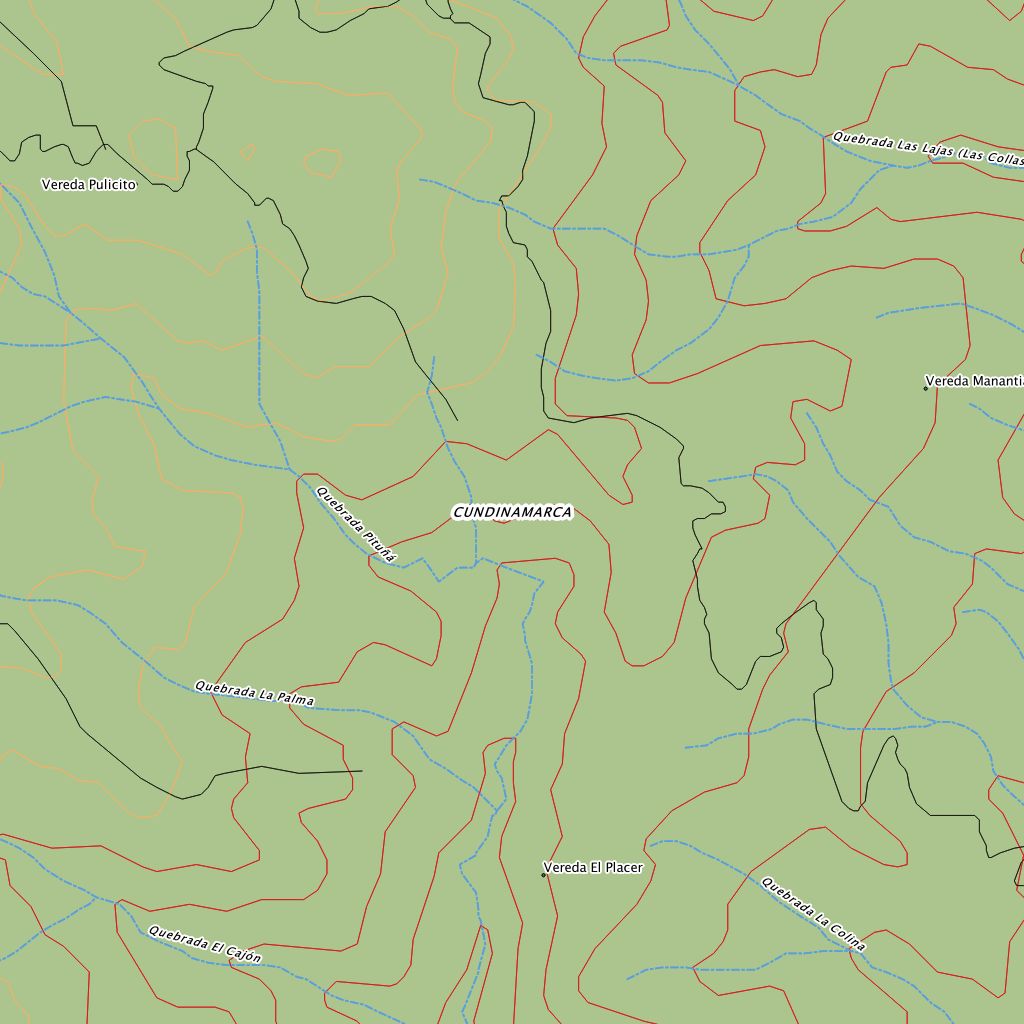 Quebrada Las Lajas (Las Collas
Vereda Pulicito
Vereda Manantia
Quebrada Pituñá
CUNDINAMARCA
Quebrada La Palma
Vereda El Placer
Quebrada La Colina
Quebrada El Cajón